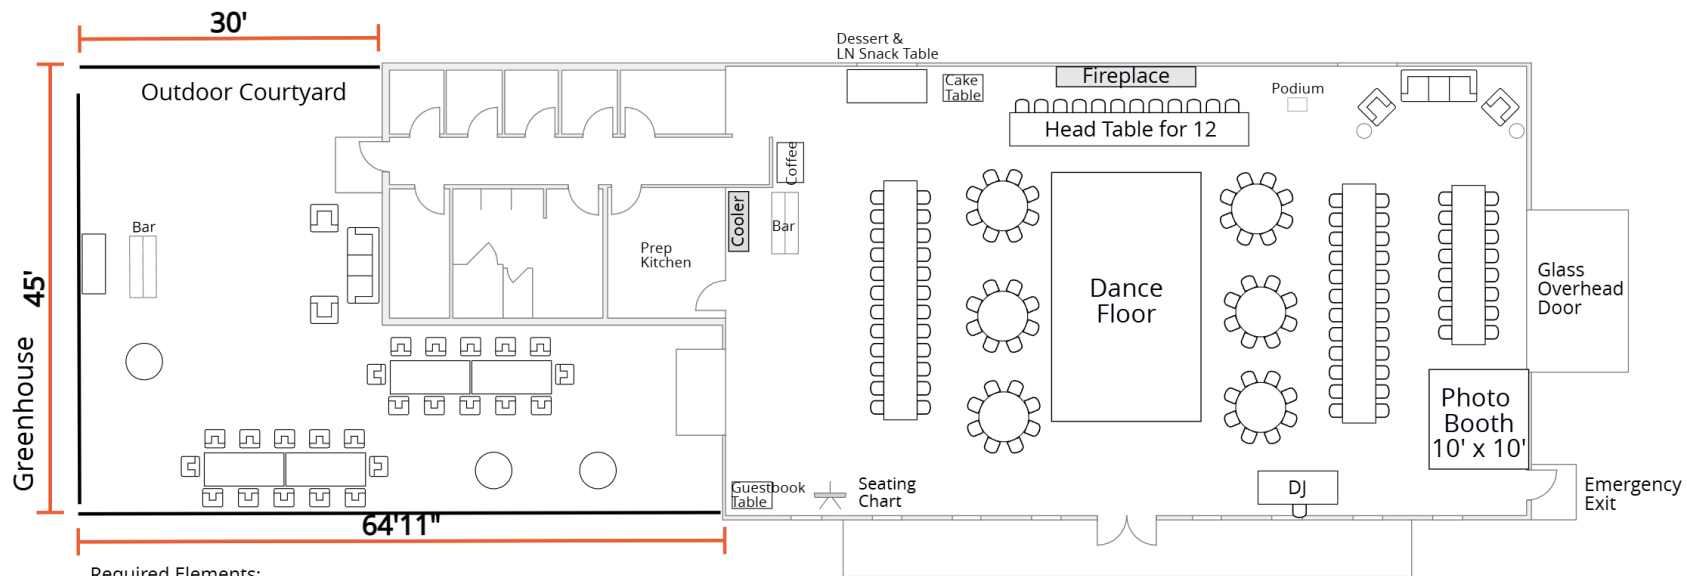 30'
Outdoor Courtyard
Dessert &
LN Snack Table
Cake
Table
Fireplace
Podium
Head Table for 12
Coffee
Cooler
Bar
Bar
Prep
Kitchen
45'
Greenhouse
Dance
Floor
Glass
Overhead
Door
Photo
Booth
10' x 10'
Guestbook
Table
Seating
Chart
DJ
Emergency
Exit
64'11"
Required Elements: